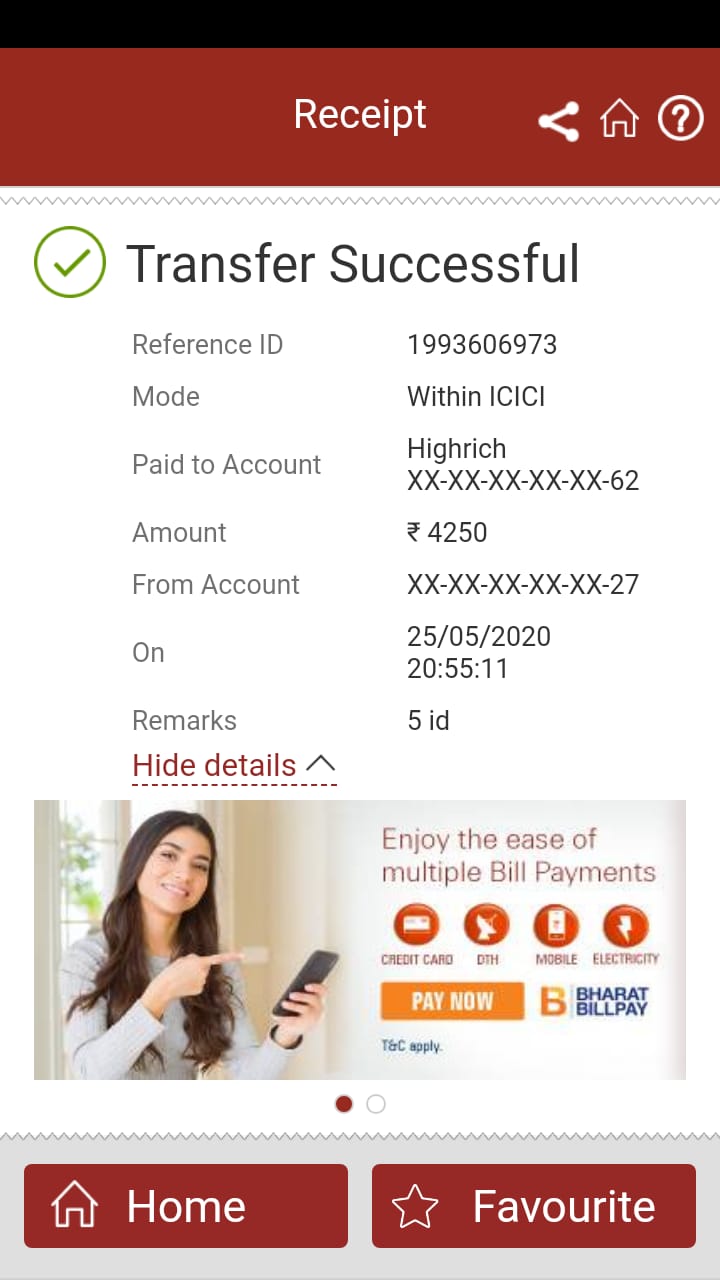 Receipt
Transfer Successful
Reference ID 1993606973
Mode Within ICICI
Paid to Account Highrich
XX-XX-XX-XX-XX-62
Amount ₹ 4250
From Account XX-XX-XX-XX-XX-27
On 25/05/2020
20:55:11
Remarks 5 id
Hide details
Enjoy the ease of
multiple Bill Payments
CREDIT CARD DTH MOBILE ELECTRICITY
PAY NOW B BHARAT
BILLPAY
T&C apply.
Home Favourite